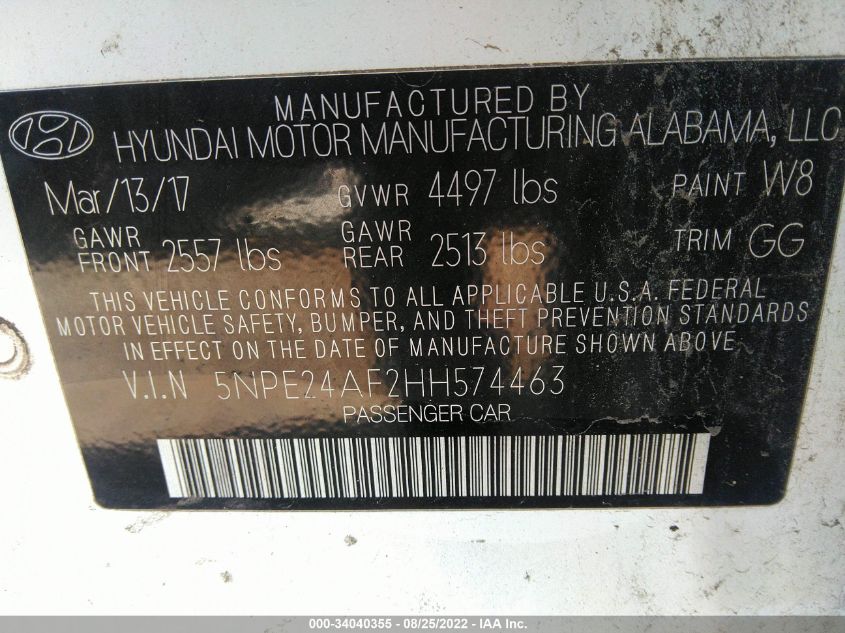 MANUFACTURED BY
HYUNDAI MOTOR MANUFACTURING ALABAMA, LLC
Mar/13/17 GVWR 4497 lbs PAINT W8
GAWR FRONT 2557 lbs GAWR REAR 2513 lbs TRIM GG
THIS VEHICLE CONFORMS TO ALL APPLICABLE U.S.A. FEDERAL
MOTOR VEHICLE SAFETY, BUMPER, AND THEFT PREVENTION STANDARDS
IN EFFECT ON THE DATE OF MANUFACTURE SHOWN ABOVE.
V.I.N 5NPE24AF2HH574463
PASSENGER CAR
000-34040355 - 08/25/2022 - IAA Inc.